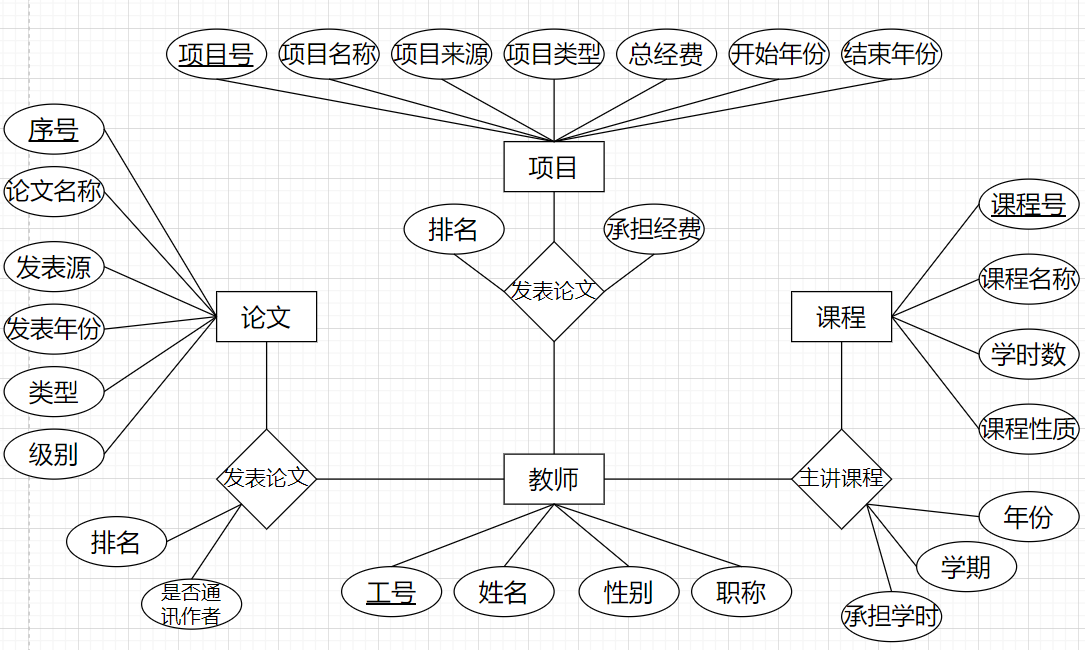 项目号
项目名称
项目来源
项目类型
总经费
开始年份
结束年份
序号
论文名称
发表源
发表年份
类型
级别
项目
排名
承担经费
发表论文
论文
课程
课程号
课程名称
学时数
课程性质
发表论文
教师
主讲课程
排名
是否通
讯作者
工号
姓名
性别
职称
年份
学期
承担学时